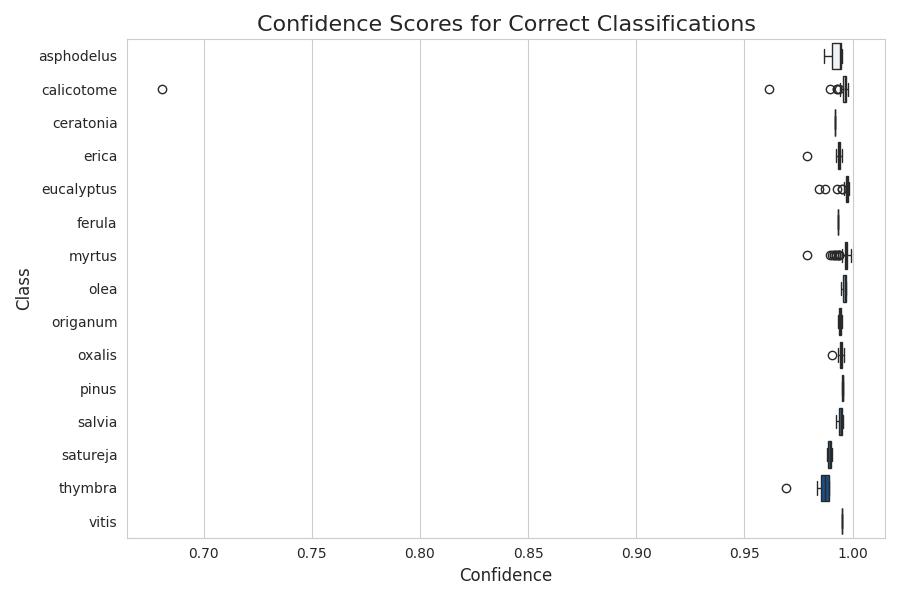 Confidence Scores for Correct Classifications
asphodelus
calicotome
ceratonia
erica
eucalyptus
ferula
myrtus
olea
origanum
oxalis
pinus
salvia
satureja
thymbra
vitis
Class
0.70 0.75 0.80 0.85 0.90 0.95 1.00
Confidence